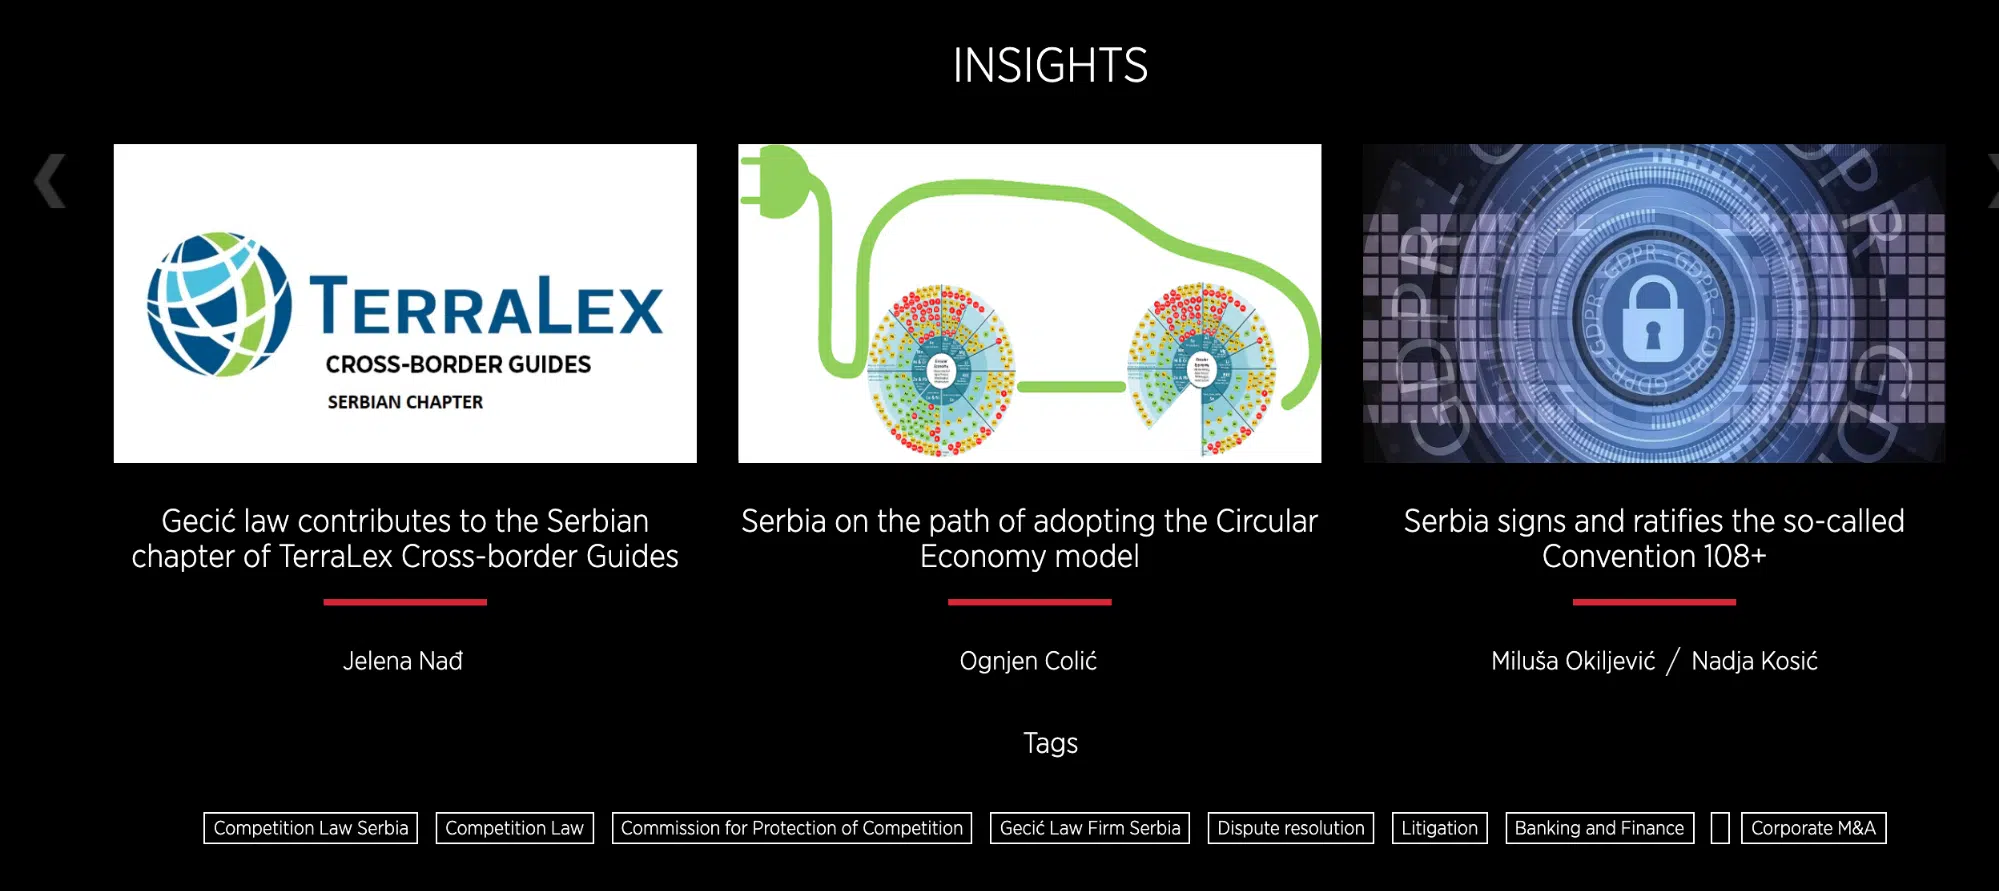 INSIGHTS
TERRALEX
CROSS-BORDER GUIDES
SERBIAN CHAPTER
GDPR-
GDPR-
GD
GDPR-GDPR-GDPR-GDPR-
Gecić law contributes to the Serbian
chapter of TerraLex Cross-border Guides
Serbia on the path of adopting the Circular
Economy model
Serbia signs and ratifies the so-called
Convention 108+
Jelena Nađ
Ognjen Colić
Miluša Okiljević / Nadja Kosić
Tags
Competition Law Serbia
Competition Law
Commission for Protection of Competition
Gecić Law Firm Serbia
Dispute resolution
Litigation
Banking and Finance
Corporate M&A